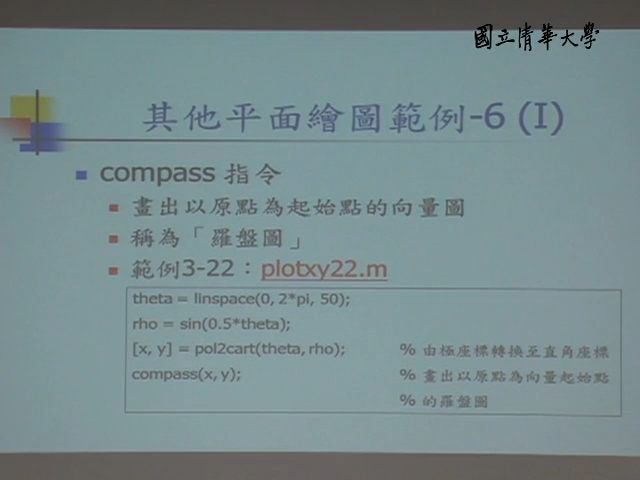 國立清華大學
其他平面繪圖範例-6 (I)
compass 指令
畫出以原點為起始點的向量圖
稱為「羅盤圖」
範例3-22：plotxy22.m
theta = linspace(0, 2*pi, 50);
rho = sin(0.5*theta);
[x, y] = pol2cart(theta, rho); % 由極座標轉換至直角座標
compass(x, y); % 畫出以原點為向量起始點
% 的羅盤圖